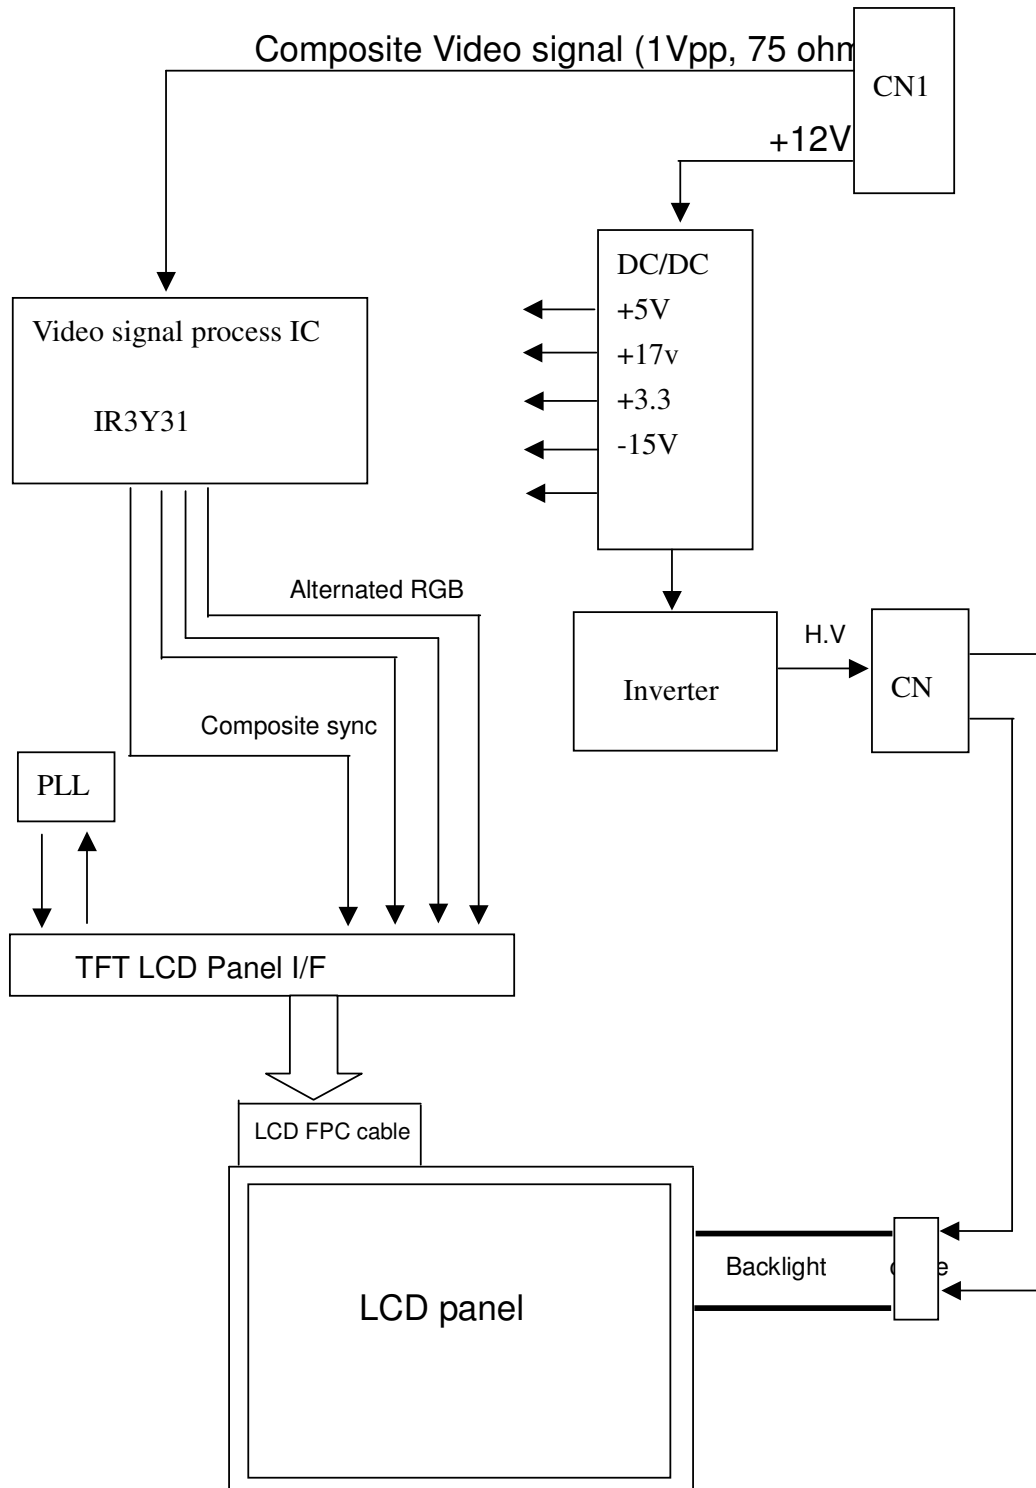 Composite Video signal (1Vpp, 75 ohm
CN1
+12V
DC/DC
+5V
+17v
+3.3
-15V
Video signal process IC
IR3Y31
Alternated RGB
H.V
Inverter
CN
Composite sync
PLL
TFT LCD Panel I/F
LCD FPC cable
Backlight
LCD panel